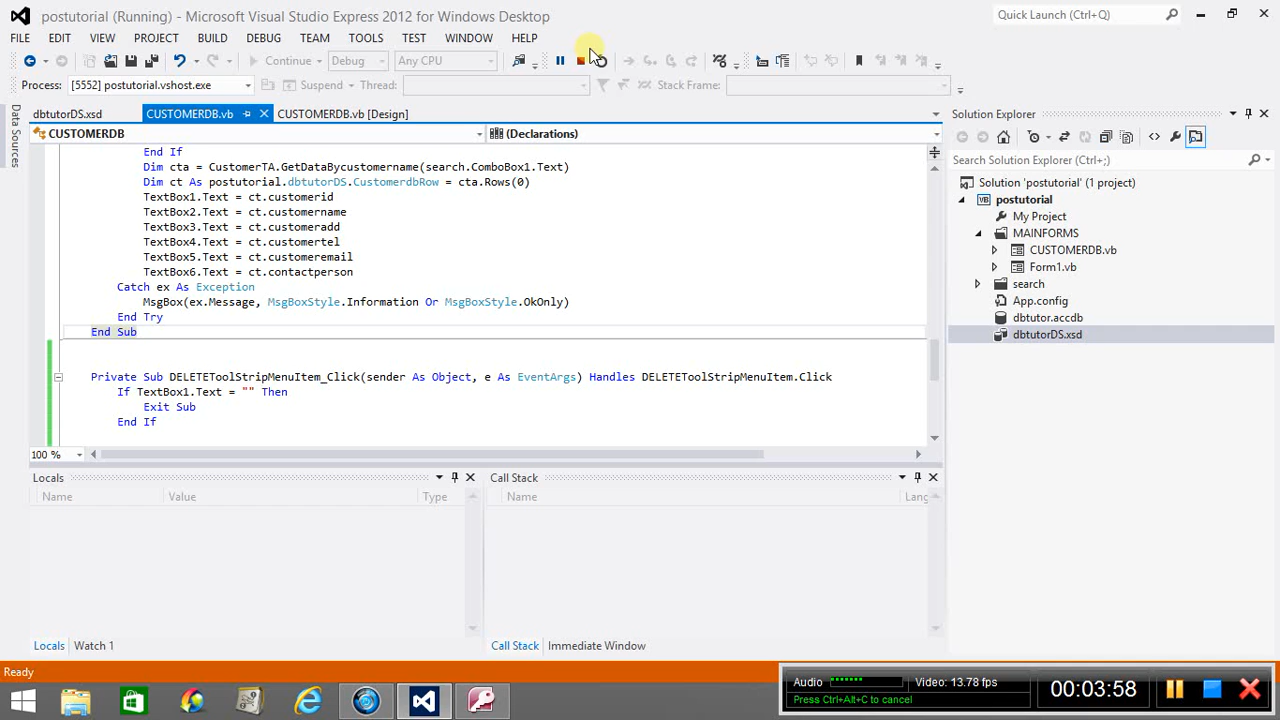 postutorial (Running) - Microsoft Visual Studio Express 2012 for Windows Desktop
Quick Launch (Ctrl+Q)
FILE EDIT VIEW PROJECT BUILD DEBUG TEAM TOOLS TEST WINDOW HELP
Continue Debug Any CPU
Process: [5552] postutorial.vshost.exe Suspend Thread: Stack Frame:
dbtutorDS.xsd CUSTOMERDB.vb CUSTOMERDB.vb [Design]
CUSTOMERDB (Declarations)
Data Sources
End If
Dim cta = CustomerTA.GetDataBycustomername(search.ComboBox1.Text)
Dim ct As postutorial.dbtutorDS.CustomerdbRow = cta.Rows(0)
TextBox1.Text = ct.customerid
TextBox2.Text = ct.customername
TextBox3.Text = ct.customeradd
TextBox4.Text = ct.customertel
TextBox5.Text = ct.customeremail
TextBox6.Text = ct.contactperson
Catch ex As Exception
MsgBox(ex.Message, MsgBoxStyle.Information Or MsgBoxStyle.OkOnly)
End Try
End Sub
Private Sub DELETEToolStripMenuItem_Click(sender As Object, e As EventArgs) Handles DELETEToolStripMenuItem.Click
If TextBox1.Text = "" Then
Exit Sub
End If
100 %
Solution Explorer
Search Solution Explorer (Ctrl+;)
Solution 'postutorial' (1 project)
VB postutorial
My Project
MAINFORMS
CUSTOMERDB.vb
Form1.vb
search
App.config
dbtutor.accdb
dbtutorDS.xsd
Locals
Name Value Type
Call Stack
Name Lang
Locals Watch 1
Call Stack Immediate Window
Ready
Audio Video: 13.78 fps
Press Ctrl+Alt+C to cancel
00:03:58